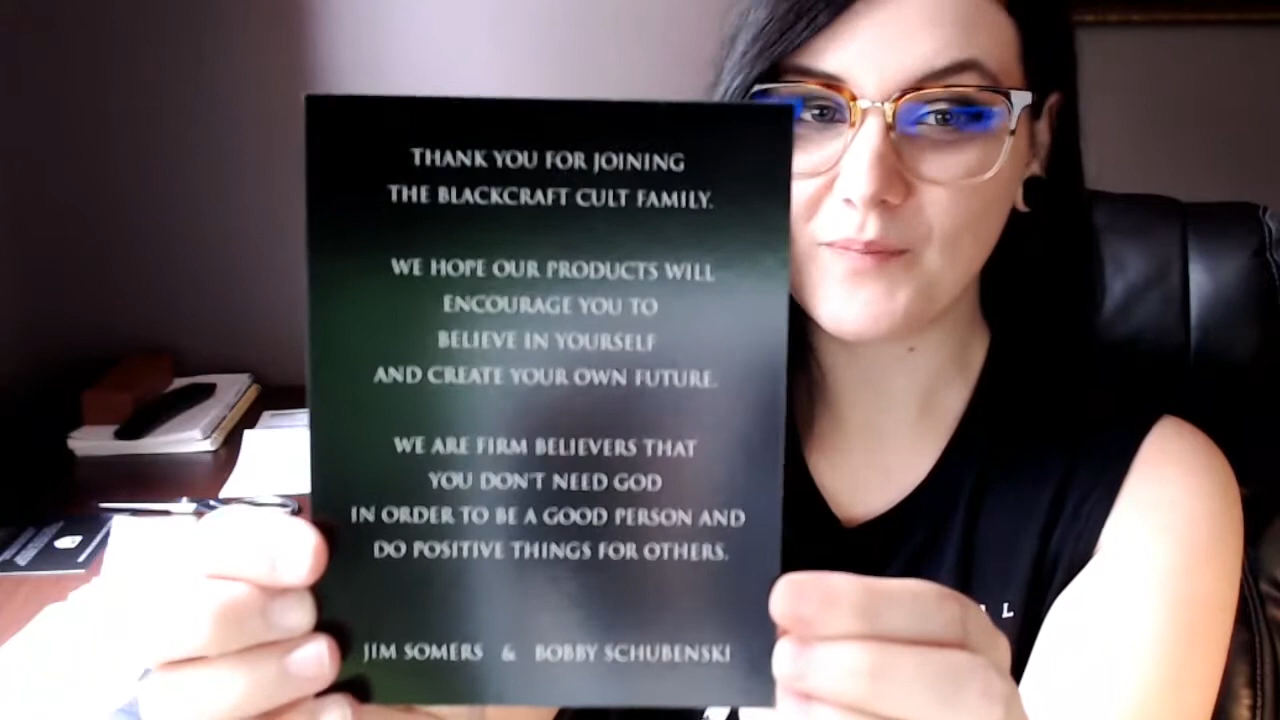 THANK YOU FOR JOINING
THE BLACKCRAFT CULT FAMILY.
WE HOPE OUR PRODUCTS WILL
ENCOURAGE YOU TO
BELIEVE IN YOURSELF
AND CREATE YOUR OWN FUTURE.
WE ARE FIRM BELIEVERS THAT
YOU DON'T NEED GOD
IN ORDER TO BE A GOOD PERSON AND
DO POSITIVE THINGS FOR OTHERS.
JIM SOMERS & BOBBY SCHUBENSKI